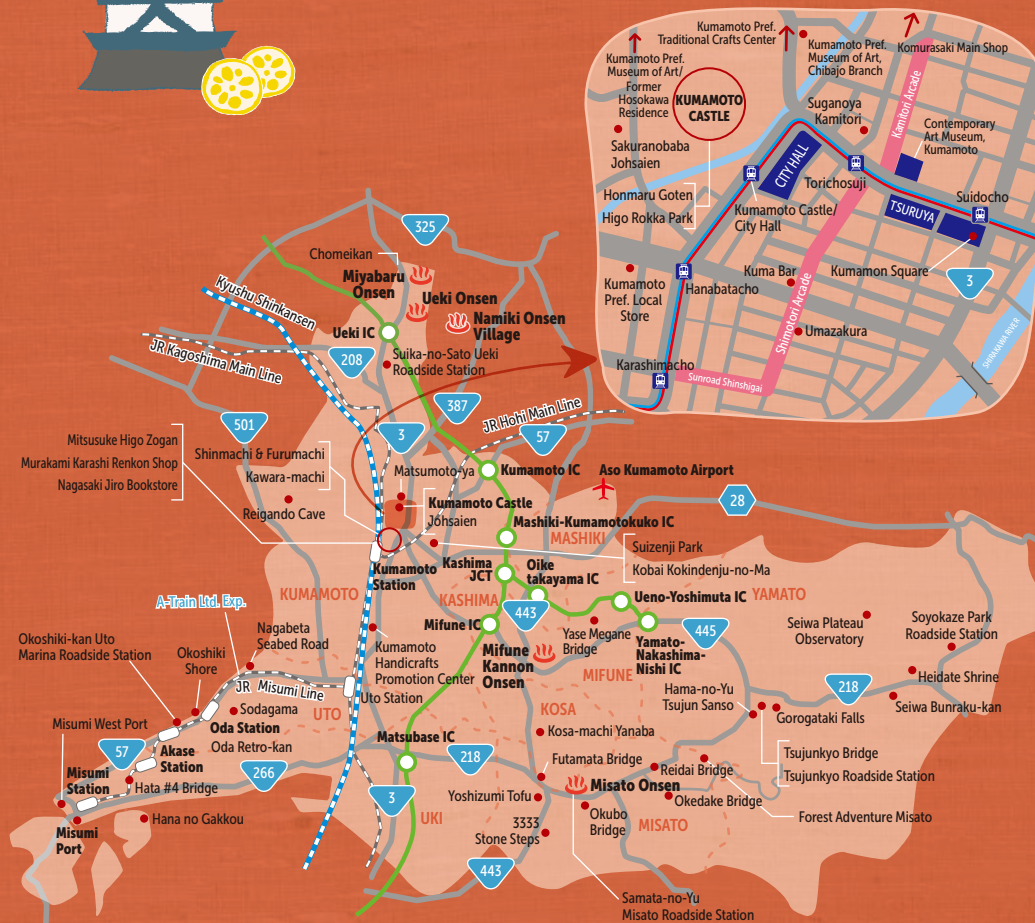 Kumamoto Pref.
Traditional Crafts Center
Kumamoto Pref.
Museum of Art,
Chibajo Branch
Komurasaki Main Shop
Kumamoto Pref.
Museum of Art/
Former
Hosokawa
Residence
KUMAMOTO
CASTLE
Suganoya
Kamitori
Kamitori Arcade
Contemporary
Art Museum,
Kumamoto
Sakuranobaba
Johsaien
CITY HALL
Torichosuji
Honmaru Goten
Higo Rokka Park
Kumamoto Castle/
City Hall
TSURUYA
Suidocho
Kumamoto
Pref. Local
Store
Hanabatacho
Kuma Bar
Kumamon Square
3
Shimotori Arcade
Umazakura
SHIRAKAWA RIVER
Karashimacho
Sunroad Shinshigai
325
Chomeikan
Miyabaru
Onsen
Ueki Onsen
Namiki Onsen
Village
Kyushu Shinkansen
Ueki IC
JR Kagoshima Main Line
208
Suika-no-Sato Ueki
Roadside Station
387
JR Hohi Main Line
501
3
57
Mitsusuke Higo Zogan
Murakami Karashi Renkon Shop
Nagasaki Jiro Bookstore
Shinmachi & Furumachi
Kawara-machi
Matsumoto-ya
Kumamoto IC
Aso Kumamoto Airport
28
Reigando Cave
Kumamoto Castle
Johsaien
Mashiki-Kumamotokuko IC
MASHIKI
Suizenji Park
Kobai Kokindenju-no-Ma
Kumamoto
Station
Kashima
JCT
Oike
takayama IC
KUMAMOTO
KASHIMA
Ueno-Yoshimuta IC
YAMATO
A-Train Ltd. Exp.
443
Mifune IC
445
Seiwa Plateau
Observatory
Soyokaze Park
Roadside Station
Okoshiki-kan Uto
Marina Roadside Station
Okoshiki
Shore
Nagabeta
Seabed Road
Kumamoto
Handicrafts
Promotion Center
Mifune
Kannon
Onsen
Yase Megane
Bridge
Yamato-
Nakashima-
Nishi IC
MIFUNE
JR Misumi Line
Uto Station
Hama-no-Yu
Tsujun Sanso
218
Heidate Shrine
Seiwa Bunraku-kan
Gorogataki Falls
Misumi West Port
Sodagama
UTO
Oda Station
Oda Retro-kan
KOSA
Kosa-machi Yanaba
Matsubase IC
57
Akase
Station
218
Futamata Bridge
Reidai Bridge
Tsujunkyo Bridge
Tsujunkyo Roadside Station
Misumi
Station
266
Hata #4 Bridge
Misato Onsen
3
Yoshizumi Tofu
Okedake Bridge
Misumi
Port
Hana no Gakkou
UKI
3333
Stone Steps
Okubo
Bridge
MISATO
Forest Adventure Misato
443
Samata-no-Yu
Misato Roadside Station